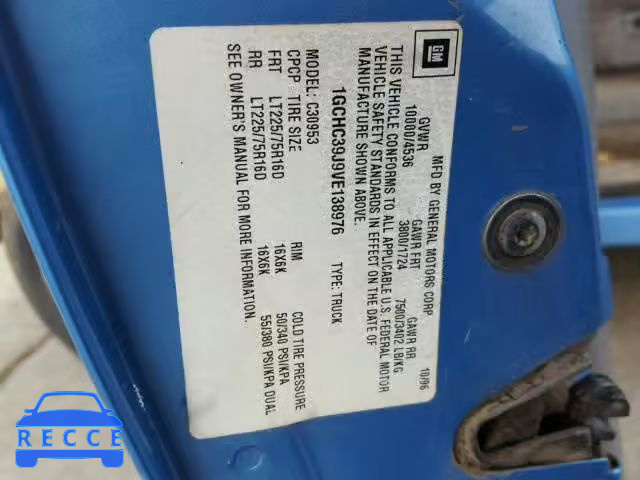 GM
MFD BY GENERAL MOTORS CORP 10/96
GVWR GAWR FRT GAWR RR
10000/4536 3800/1724 7500/3402 LB/KG
THIS VEHICLE CONFORMS TO ALL APPLICABLE U.S. FEDERAL MOTOR
VEHICLE SAFETY STANDARDS IN EFFECT ON THE DATE OF
MANUFACTURE SHOWN ABOVE.
1GCHC39J9VE138976 TYPE: TRUCK
MODEL: C30953
CPCP TIRE SIZE RIM COLD TIRE PRESSURE
FRT LT225/75R16D 16X6K 50/340 PSI/KPA
RR LT225/75R16D 16X6K 55/380 PSI/KPA DUAL
SEE OWNER'S MANUAL FOR MORE INFORMATION.
RECCE